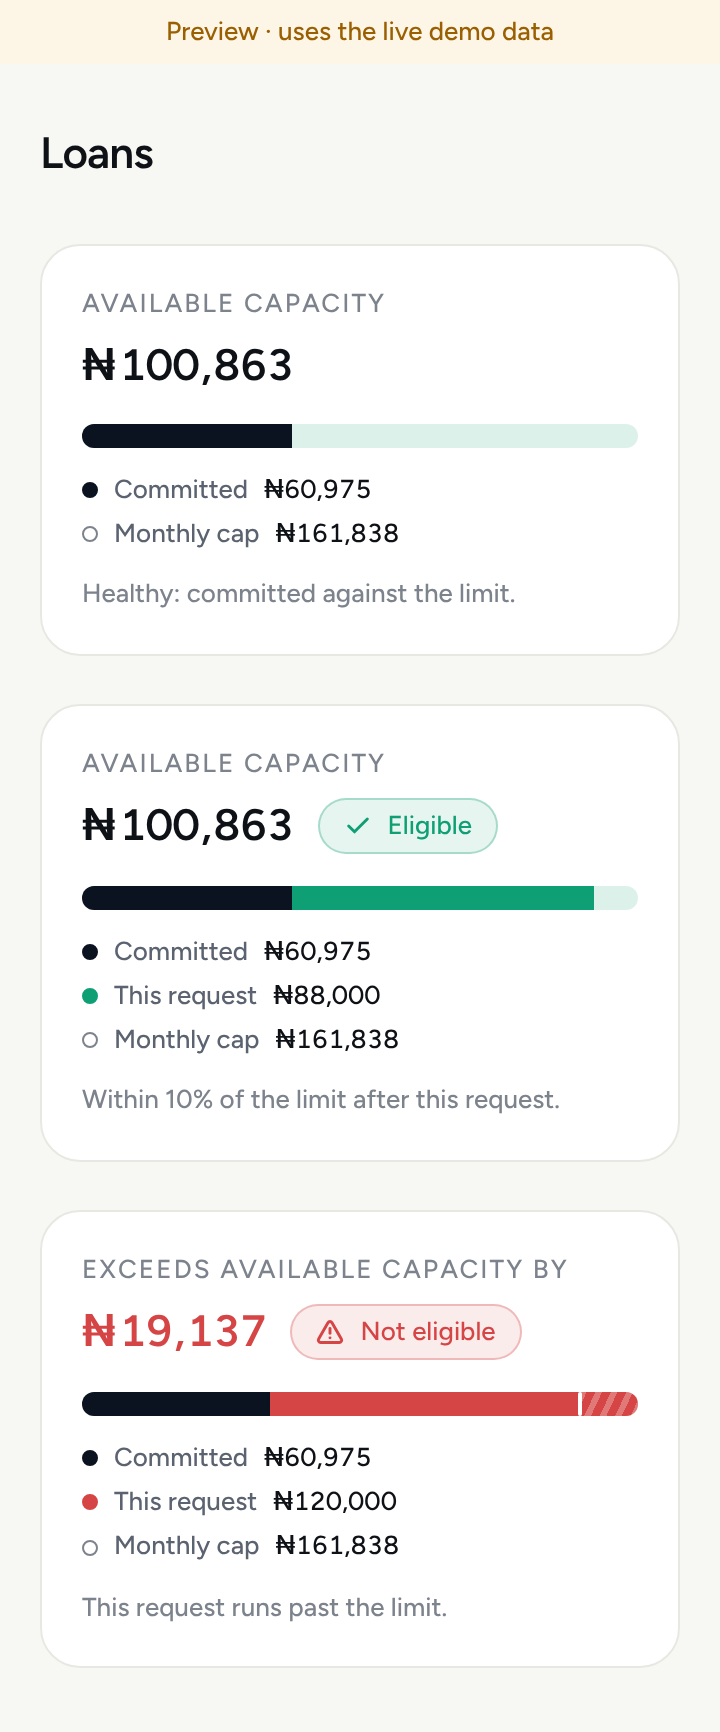 Preview · uses the live demo data
Loans
AVAILABLE CAPACITY
₦100,863
Committed ₦60,975
Monthly cap ₦161,838
Healthy: committed against the limit.
AVAILABLE CAPACITY
₦100,863 Eligible
Committed ₦60,975
This request ₦88,000
Monthly cap ₦161,838
Within 10% of the limit after this request.
EXCEEDS AVAILABLE CAPACITY BY
₦19,137 Not eligible
Committed ₦60,975
This request ₦120,000
Monthly cap ₦161,838
This request runs past the limit.